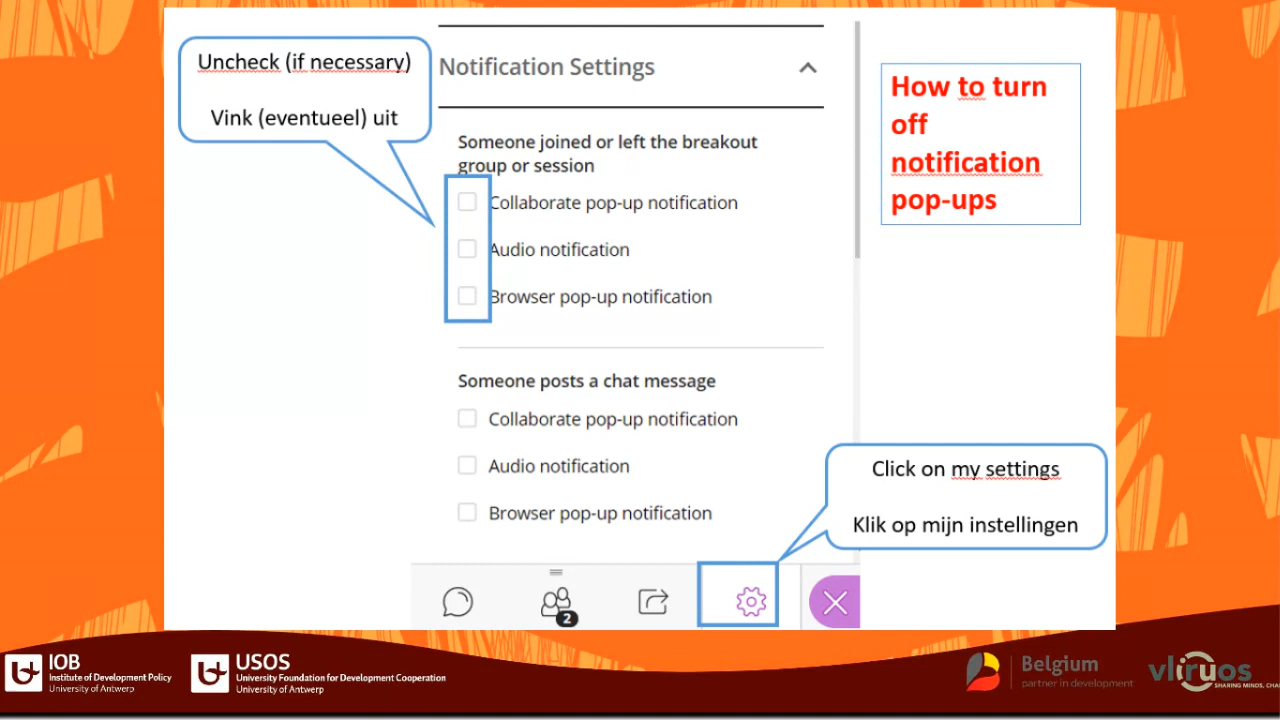 Uncheck (if necessary)
Vink (eventueel) uit
Notification Settings
Someone joined or left the breakout
group or session
Collaborate pop-up notification
Audio notification
Browser pop-up notification
Someone posts a chat message
Collaborate pop-up notification
Audio notification
Browser pop-up notification
How to turn
off
notification
pop-ups
Click on my settings
Klik op mijn instellingen
2
IOB
Institute of Development Policy
University of Antwerp
USOS
University Foundation for Development Cooperation
University of Antwerp
Belgium
partner in development
vliruos
SHARING MINDS, CHA